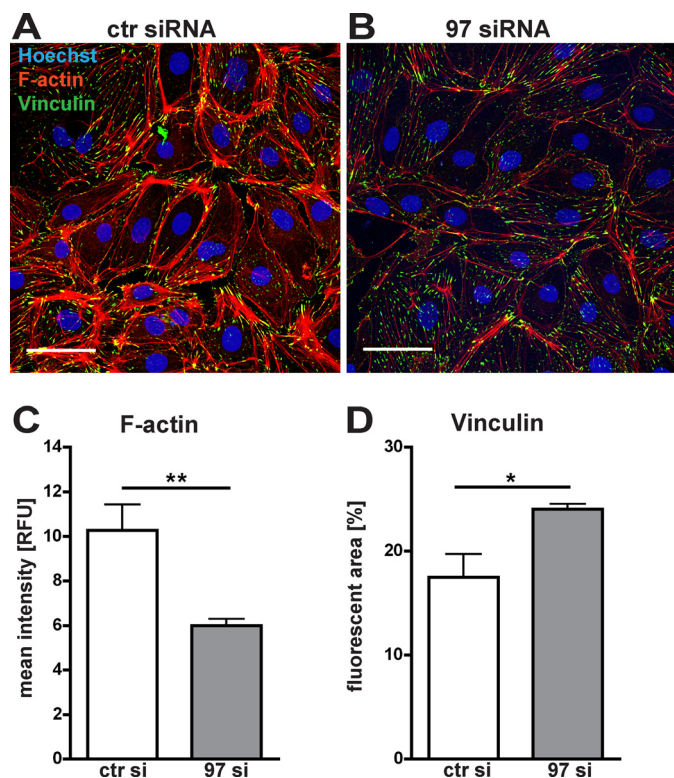 A ctr siRNA
B 97 siRNA
Hoechst
F-actin
Vinculin
C F-actin
mean intensity [RFU]
14
12
10
8
6
4
2
0
**
ctr si 97 si
D Vinculin
fluorescent area [%]
30
20
10
0
*
ctr si 97 si